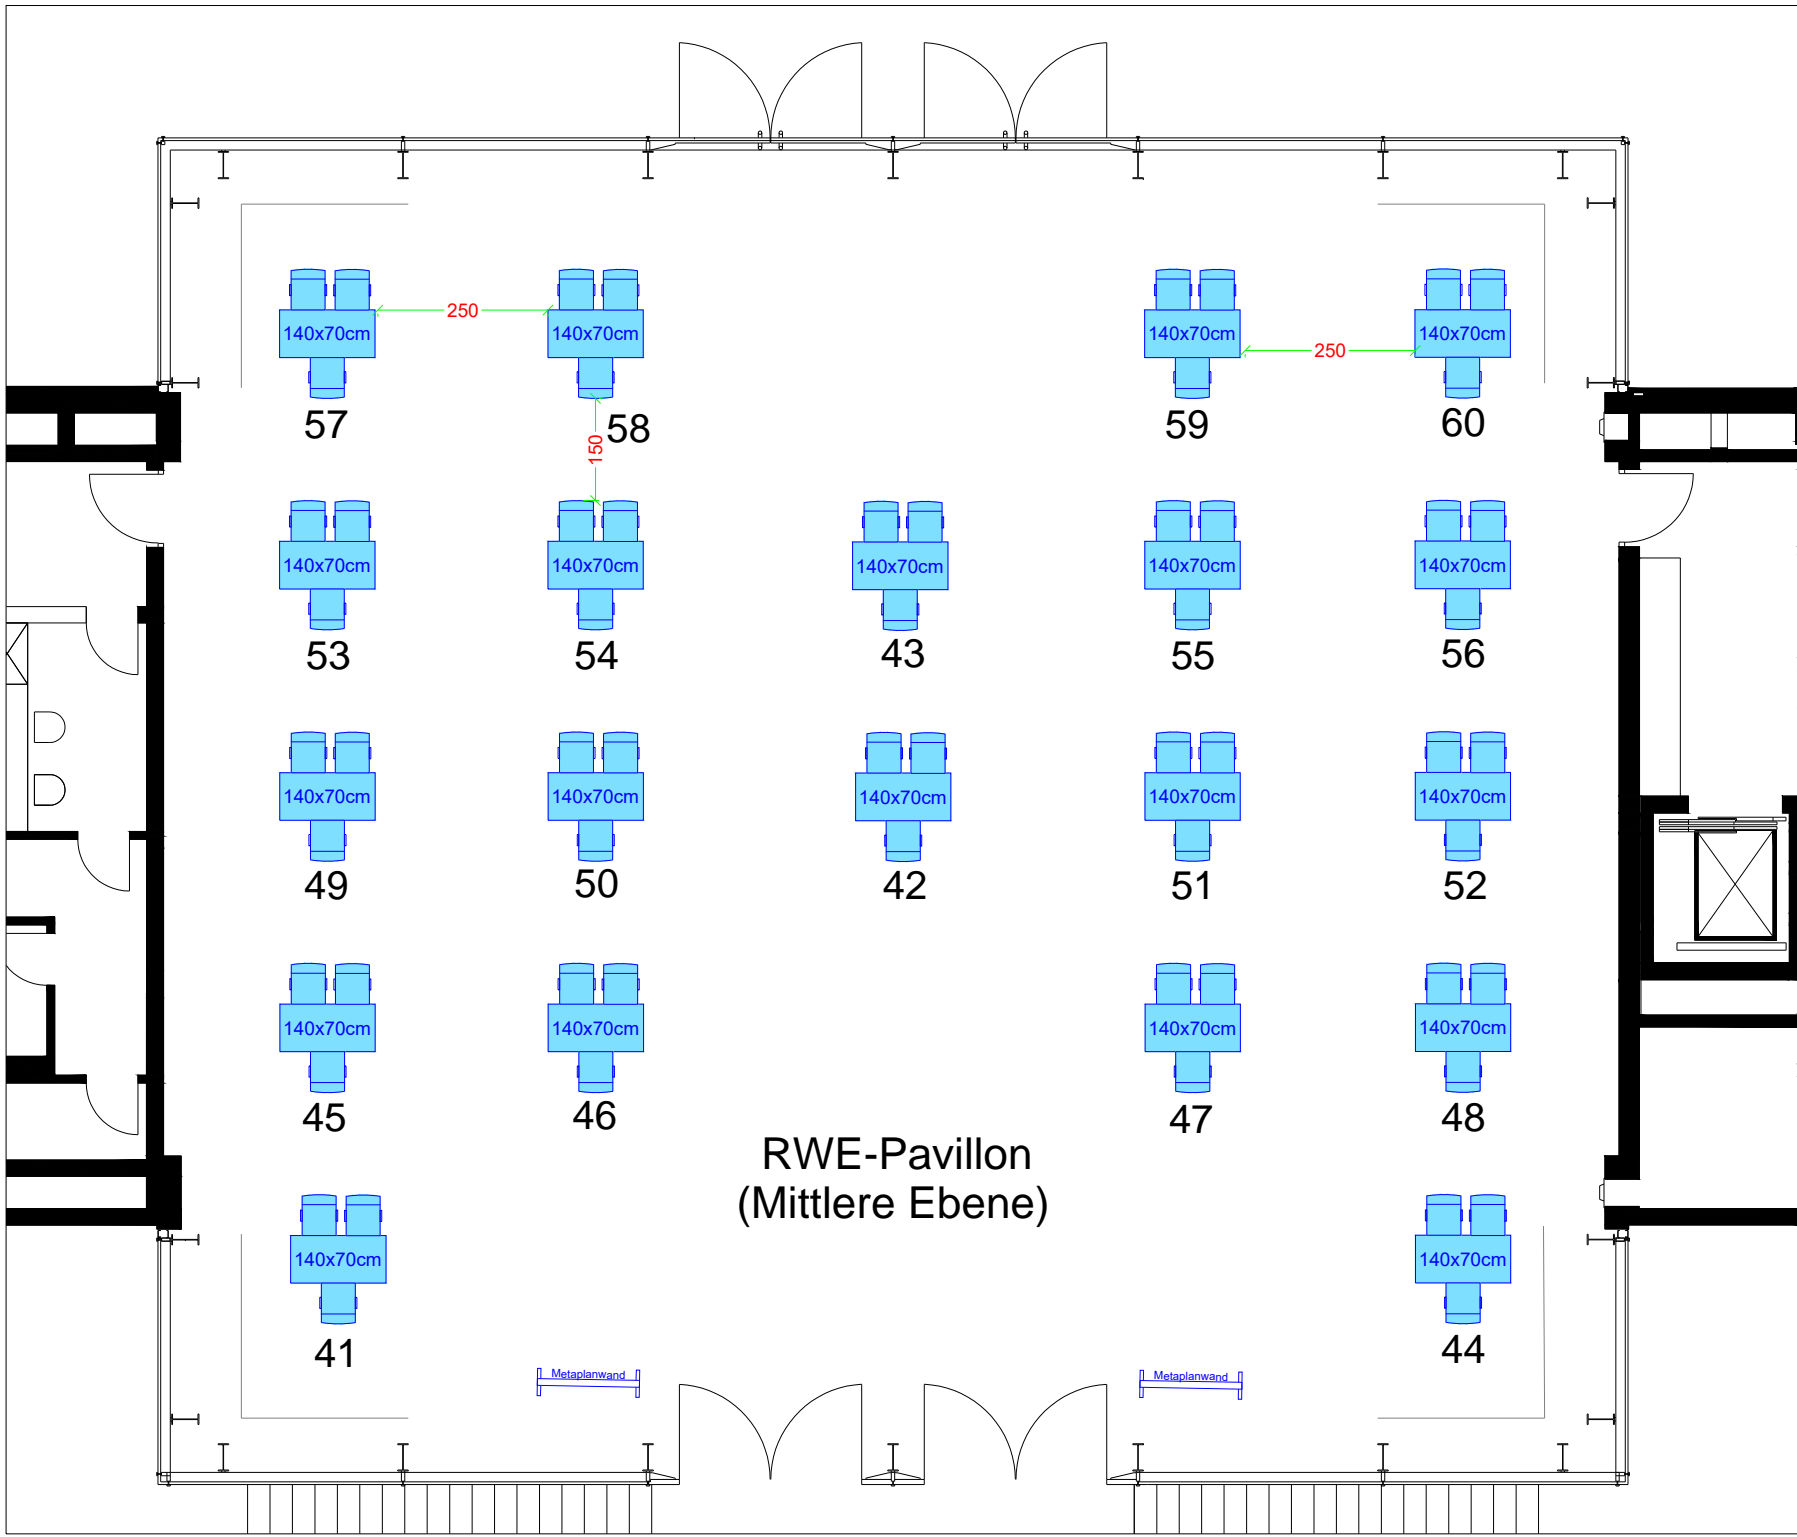 140x70cm 250 140x70cm 140x70cm 250 140x70cm
57 58 59 60
150
140x70cm 140x70cm 140x70cm 140x70cm 140x70cm
53 54 43 55 56
140x70cm 140x70cm 140x70cm 140x70cm 140x70cm
49 50 42 51 52
140x70cm 140x70cm 140x70cm 140x70cm
45 46 47 48
RWE-Pavillon
(Mittlere Ebene)
140x70cm 140x70cm
41 44
Metaplanwand Metaplanwand